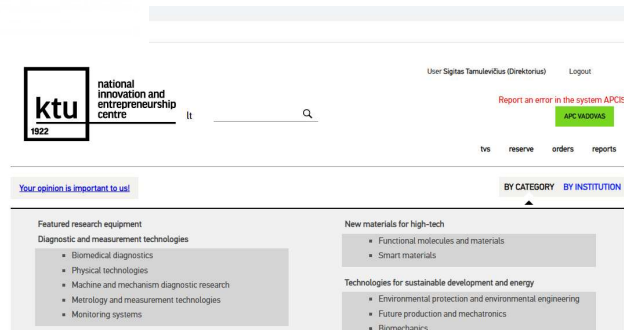 User Sigitas Tamulevičius (Direktorius) Logout
national
innovation and
entrepreneurship
centre
ktu
1922
lt
Report an error in the system APCIS
APC VADOVAS
tvs reserve orders reports
Your opinion is important to us!
BY CATEGORY BY INSTITUTION
Featured research equipment
Diagnostic and measurement technologies
Biomedical diagnostics
Physical technologies
Machine and mechanism diagnostic research
Metrology and measurement technologies
Monitoring systems
New materials for high-tech
Functional molecules and materials
Smart materials
Technologies for sustainable development and energy
Environmental protection and environmental engineering
Future production and mechatronics
Biomechanics